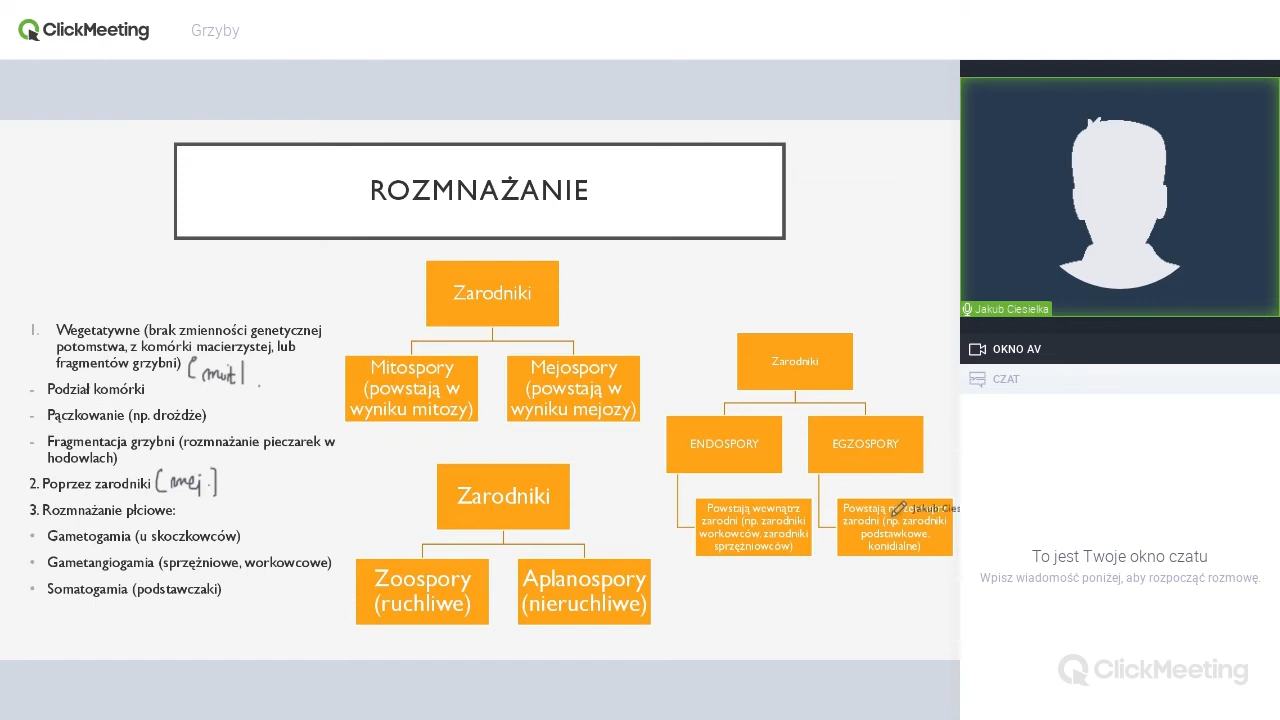 ClickMeeting
Grzyby
ROZMNAŻANIE
1. Wegetatywne (brak zmienności genetycznej
potomstwa, z komórki macierzystej, lub
fragmentów grzybni)
- Podział komórki
- Pączkowanie (np. drożdże)
- Fragmentacja grzybni (rozmnażanie pieczarek w
hodowlach)
2. Poprzez zarodniki [mej.]
3. Rozmnażanie płciowe:
• Gametogamia (u skoczkowców)
• Gametangiogamia (sprzężniowe, workowcowe)
• Somatogamia (podstawczaki)
Zarodniki
Mitospory
(powstają w
wyniku mitozy)
Mejospory
(powstają w
wyniku mejozy)
Zarodniki
Zoospory
(ruchliwe)
Aplanospory
(nieruchliwe)
Zarodniki
ENDOSPORY
EGZOSPORY
Powstają wewnątrz
zarodni (np. zarodniki
workowców, zarodniki
sprzężniowców)
Powstają
zarodni (np. zarodniki
podstawkowe,
konidialne)
Jakub Ciesielka
OKNO AV
CZAT
To jest Twoje okno czatu
Wpisz wiadomość poniżej, aby rozpocząć rozmowę.
ClickMeeting